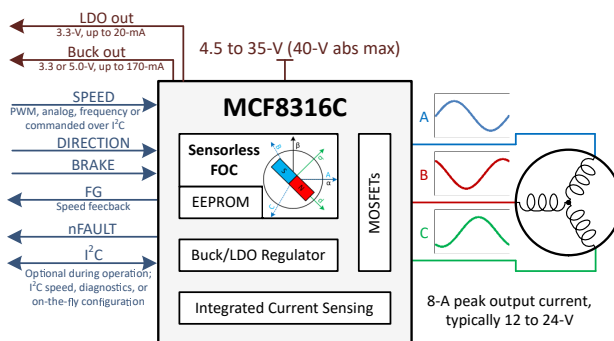 LDO out
3.3-V, up to 20-mA
Buck out
3.3 or 5.0-V, up to 170-mA
4.5 to 35-V (40-V abs max)
SPEED
PWM, analog, frequency or
commanded over I²C
DIRECTION
BRAKE
FG
Speed feecback
nFAULT
I²C
Optional during operation;
I²C speed, diagnostics, or
on-the-fly configuration
MCF8316C
Sensorless
FOC
EEPROM
MOSFETs
Buck/LDO Regulator
Integrated Current Sensing
A
B
C
8-A peak output current,
typically 12 to 24-V